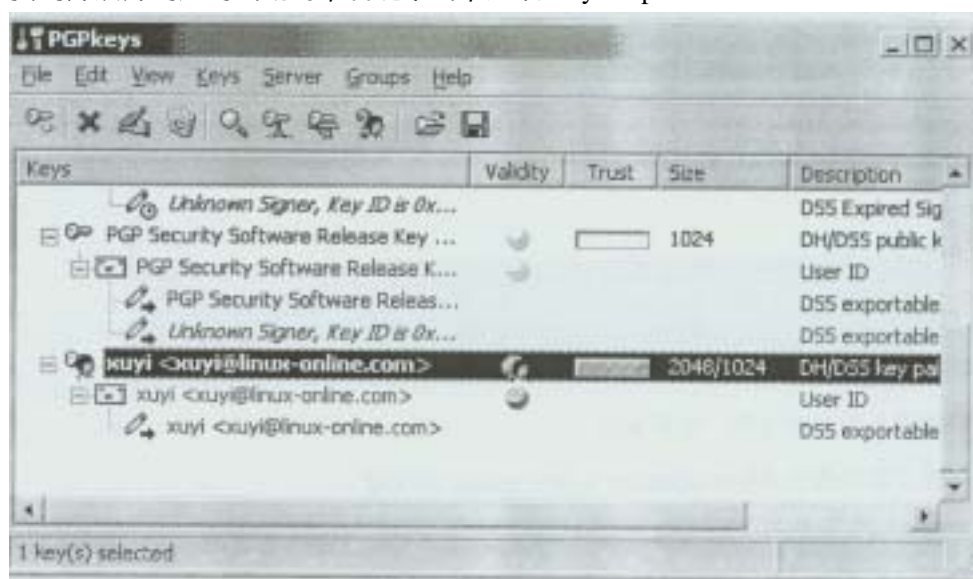 PGPkeys
File Edit View Keys Server Groups Help
Keys Validity Trust Size Description
Unknown Signer, Key ID is 0x... DSS Expired Sig
PGP Security Software Release Key ... 1024 DH/DSS public k
PGP Security Software Release K... User ID
PGP Security Software Releas... DSS exportable
Unknown Signer, Key ID is 0x... DSS exportable
xuyi <xuyi@linux-online.com> 2048/1024 DH/DSS key pai
xuyi <xuyi@linux-online.com> User ID
xuyi <xuyi@linux-online.com> DSS exportable
1 key(s) selected